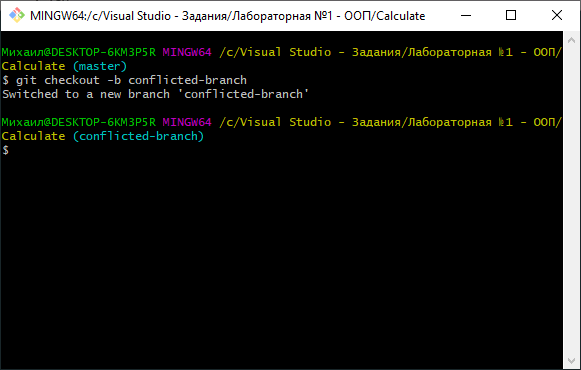 MINGW64:/c/Visual Studio - Задания/Лабораторная №1 - ООП/Calculate
Михаил@DESKTOP-6KM3P5R MINGW64 /c/Visual Studio - Задания/Лабораторная №1 - ООП/
Calculate (master)
$ git checkout -b conflicted-branch
Switched to a new branch 'conflicted-branch'
Михаил@DESKTOP-6KM3P5R MINGW64 /c/Visual Studio - Задания/Лабораторная №1 - ООП/
Calculate (conflicted-branch)
$